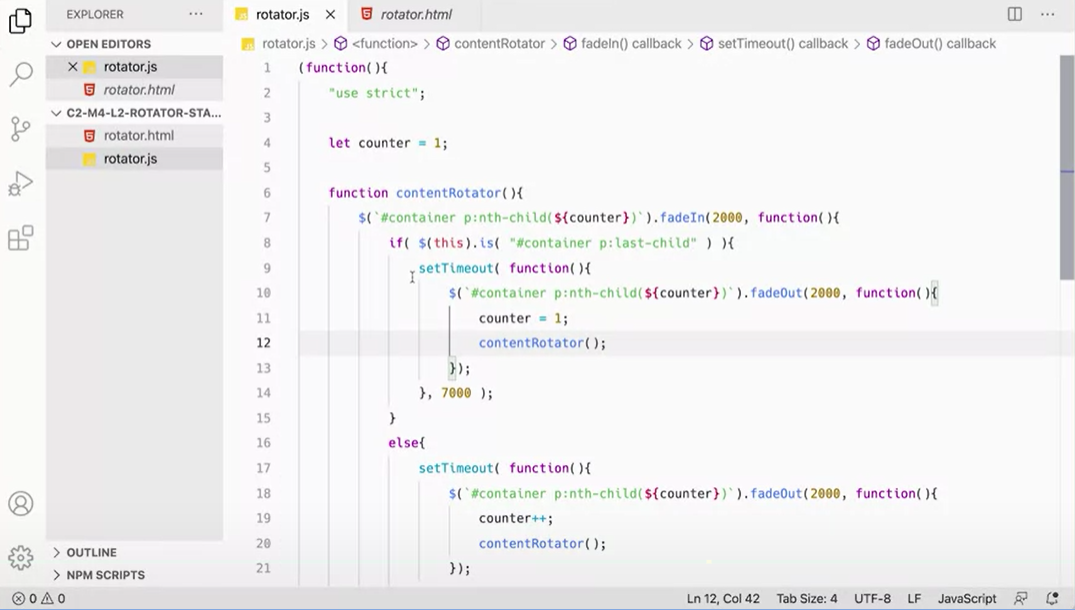 EXPLORER
rotator.js
rotator.html
OPEN EDITORS
rotator.js > <function> > contentRotator > fadeIn() callback > setTimeout() callback > fadeOut() callback
rotator.js
rotator.html
C2-M4-L2-ROTATOR-STA...
rotator.html
rotator.js
1 (function(){
2 "use strict";
3
4 let counter = 1;
5
6 function contentRotator(){
7 $(`#container p:nth-child(${counter})`).fadeIn(2000, function(){
8 if( $(this).is( "#container p:last-child" ) ){
9 setTimeout( function(){
10 $(`#container p:nth-child(${counter})`).fadeOut(2000, function(){
11 counter = 1;
12 contentRotator();
13 });
14 }, 7000 );
15 }
16 else{
17 setTimeout( function(){
18 $(`#container p:nth-child(${counter})`).fadeOut(2000, function(){
19 counter++;
20 contentRotator();
21 });
OUTLINE
NPM SCRIPTS
0 0
Ln 12, Col 42 Tab Size: 4 UTF-8 LF JavaScript